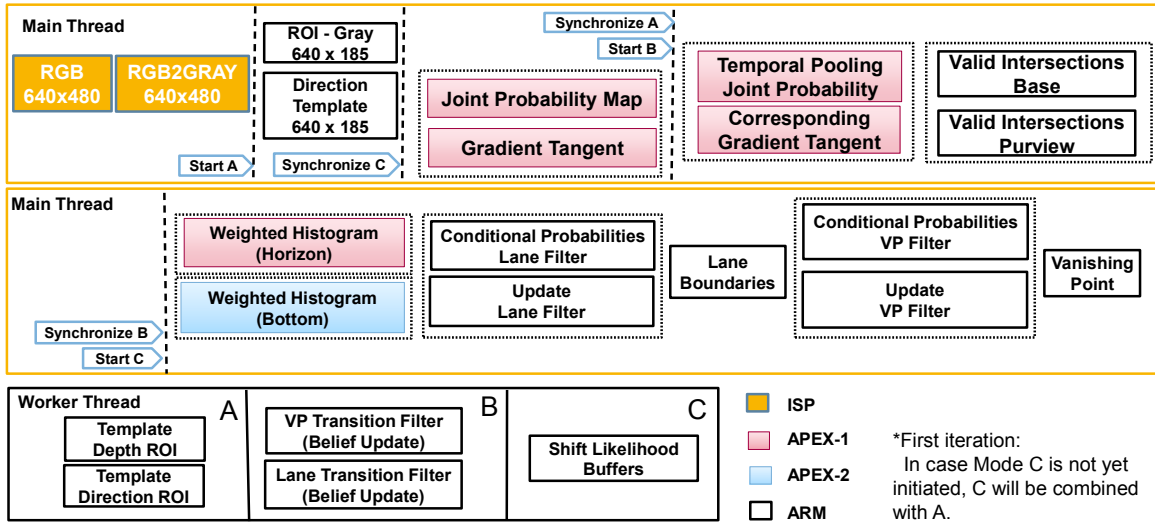 Main Thread
RGB
640x480
RGB2GRAY
640x480
Start A
ROI - Gray
640 x 185
Direction
Template
640 x 185
Synchronize C
Joint Probability Map
Gradient Tangent
Synchronize A
Start B
Temporal Pooling
Joint Probability
Corresponding
Gradient Tangent
Valid Intersections
Base
Valid Intersections
Purview
Main Thread
Synchronize B
Start C
Weighted Histogram
(Horizon)
Weighted Histogram
(Bottom)
Conditional Probabilities
Lane Filter
Update
Lane Filter
Lane
Boundaries
Conditional Probabilities
VP Filter
Update
VP Filter
Vanishing
Point
Worker Thread
A
Template
Depth ROI
Template
Direction ROI
B
VP Transition Filter
(Belief Update)
Lane Transition Filter
(Belief Update)
C
Shift Likelihood
Buffers
ISP
APEX-1
APEX-2
ARM
*First iteration:
In case Mode C is not yet
initiated, C will be combined
with A.